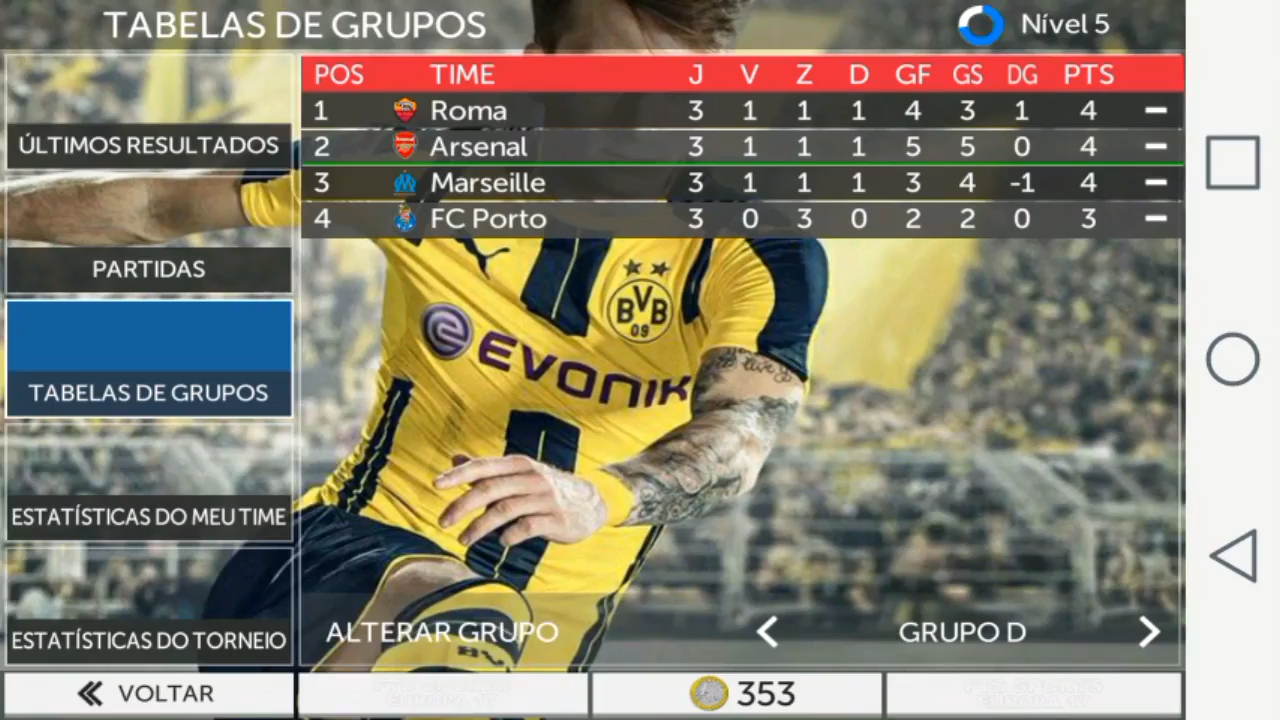 TABELAS DE GRUPOS
Nível 5
POS TIME J V Z D GF GS DG PTS
1 Roma 3 1 1 1 4 3 1 4 –
2 Arsenal 3 1 1 1 5 5 0 4 –
3 Marseille 3 1 1 1 3 4 -1 4 –
4 FC Porto 3 0 3 0 2 2 0 3 –
ÚLTIMOS RESULTADOS
PARTIDAS
TABELAS DE GRUPOS
ESTATÍSTICAS DO MEU TIME
ESTATÍSTICAS DO TORNEIO
BVB
09
EVONIK
ALTERAR GRUPO
GRUPO D
VOLTAR
353